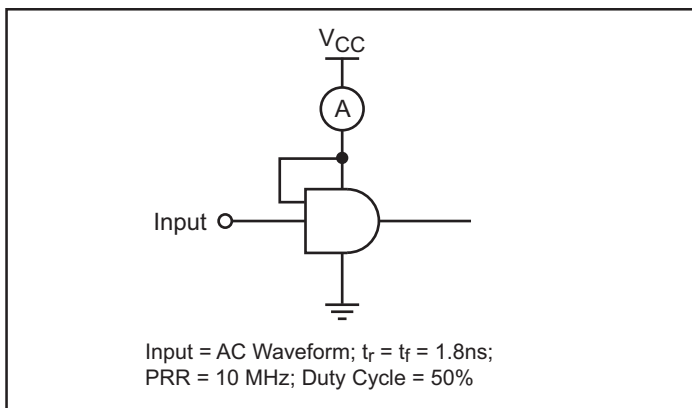 VCC
A
Input
Input = AC Waveform; tr = tf = 1.8ns;
PRR = 10 MHz; Duty Cycle = 50%